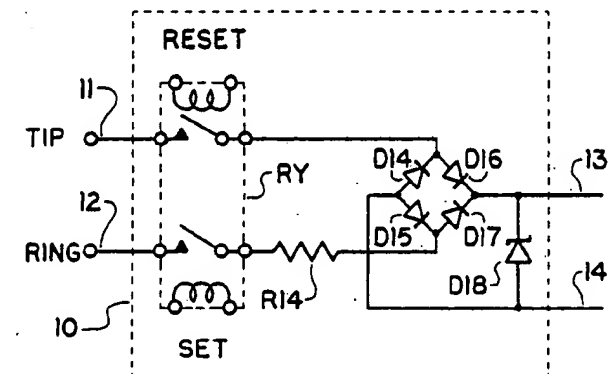 RESET
11
TIP
D14 D16
13
RY
12
RING
D15 D17
R14
D18
14
10
SET